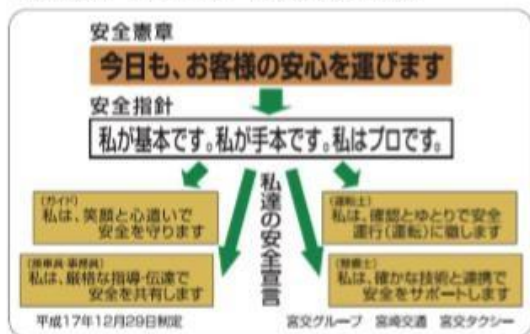 安全憲章
今日も、お客様の安心を運びます
安全指針
私が基本です。私が手本です。私はプロです。
私達の安全宣言
(ガイド)
私は、笑顔と心遣いで
安全を守ります
(運転士)
私は、確認とゆとりで安全
運行(運転)に徹します
私は、厳格な指導・伝達で
安全を共有します
(整備士)
私は、確かな技術と連携で
安全をサポートします
平成17年12月29日制定
宮交グループ 宮崎交通 宮交タクシー